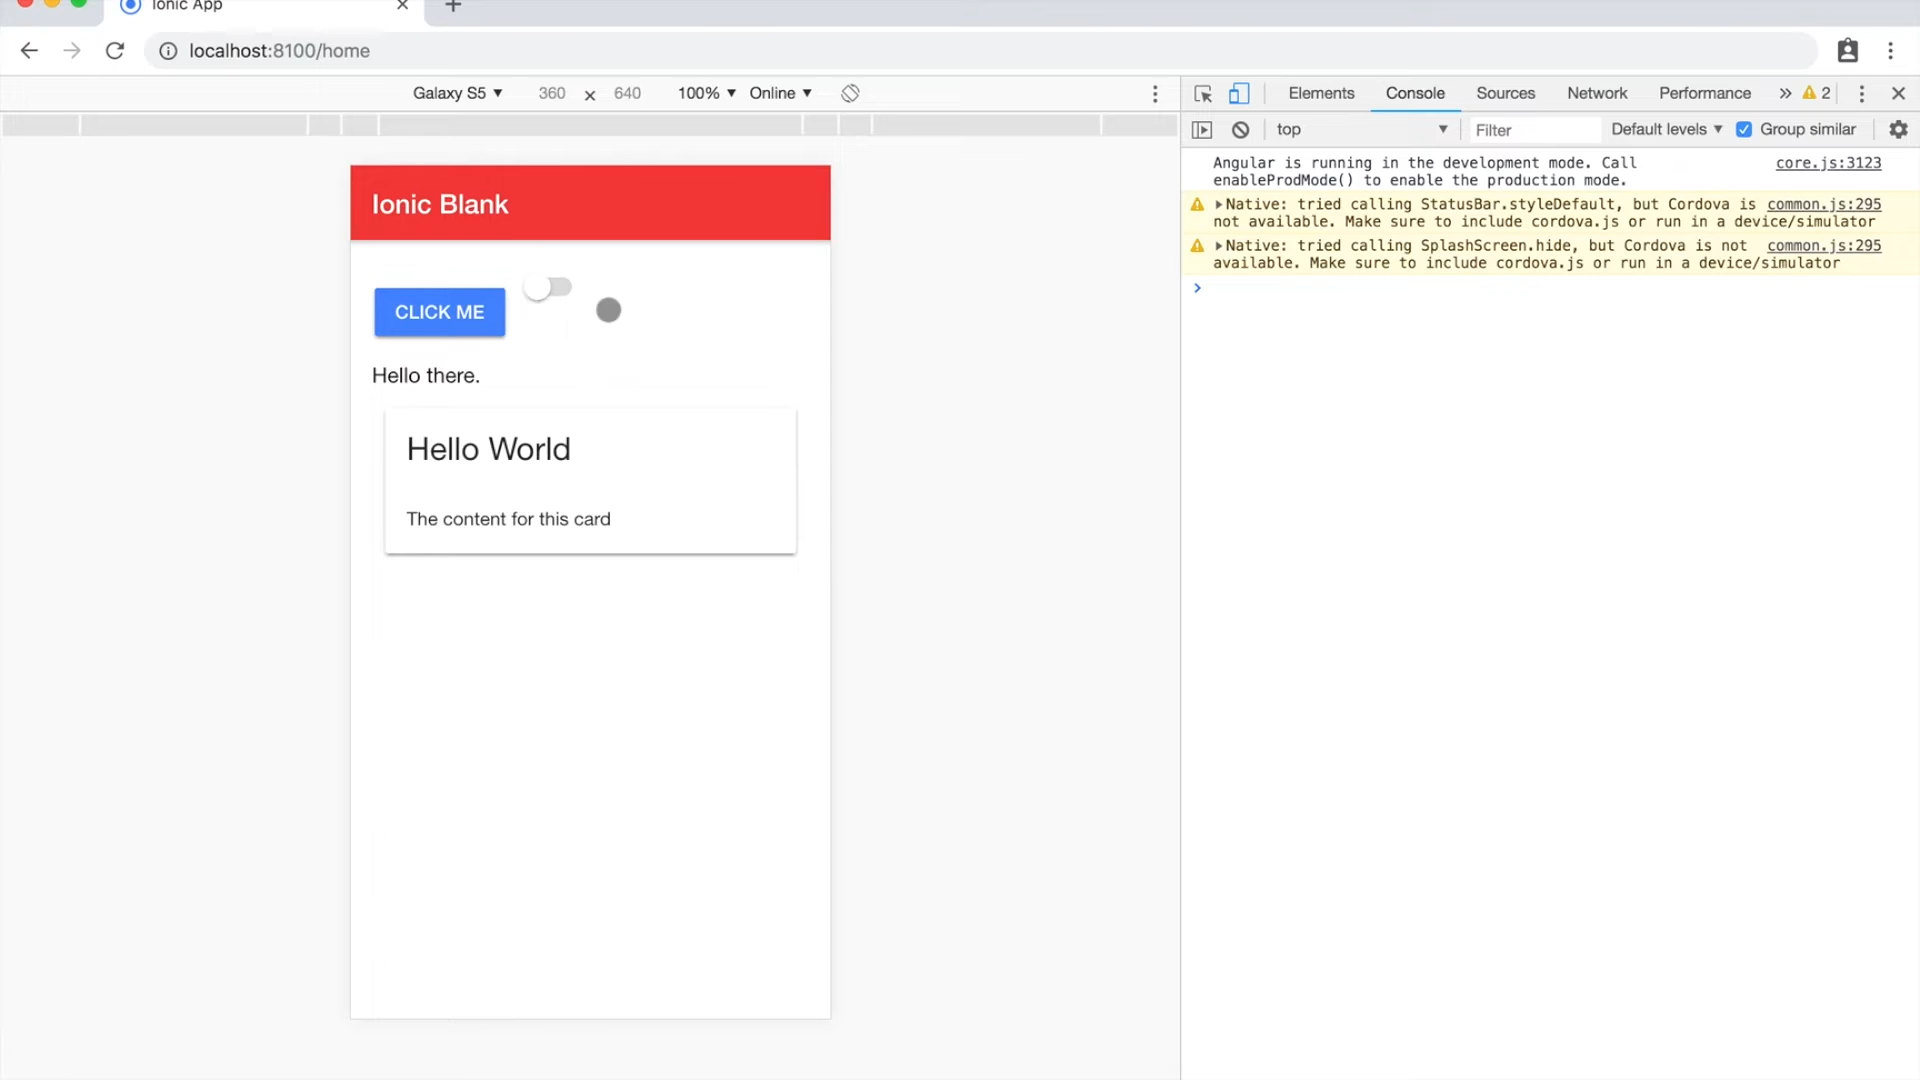 Ionic App
localhost:8100/home
Galaxy S5 ▼ 360 × 640 100% ▼ Online ▼
Elements Console Sources Network Performance » 2
top ▼ Filter Default levels ▼ Group similar
Angular is running in the development mode. Call core.js:3123
enableProdMode() to enable the production mode.
▸Native: tried calling StatusBar.styleDefault, but Cordova is common.js:295
not available. Make sure to include cordova.js or run in a device/simulator
▸Native: tried calling SplashScreen.hide, but Cordova is not common.js:295
available. Make sure to include cordova.js or run in a device/simulator
Ionic Blank
CLICK ME
Hello there.
Hello World
The content for this card